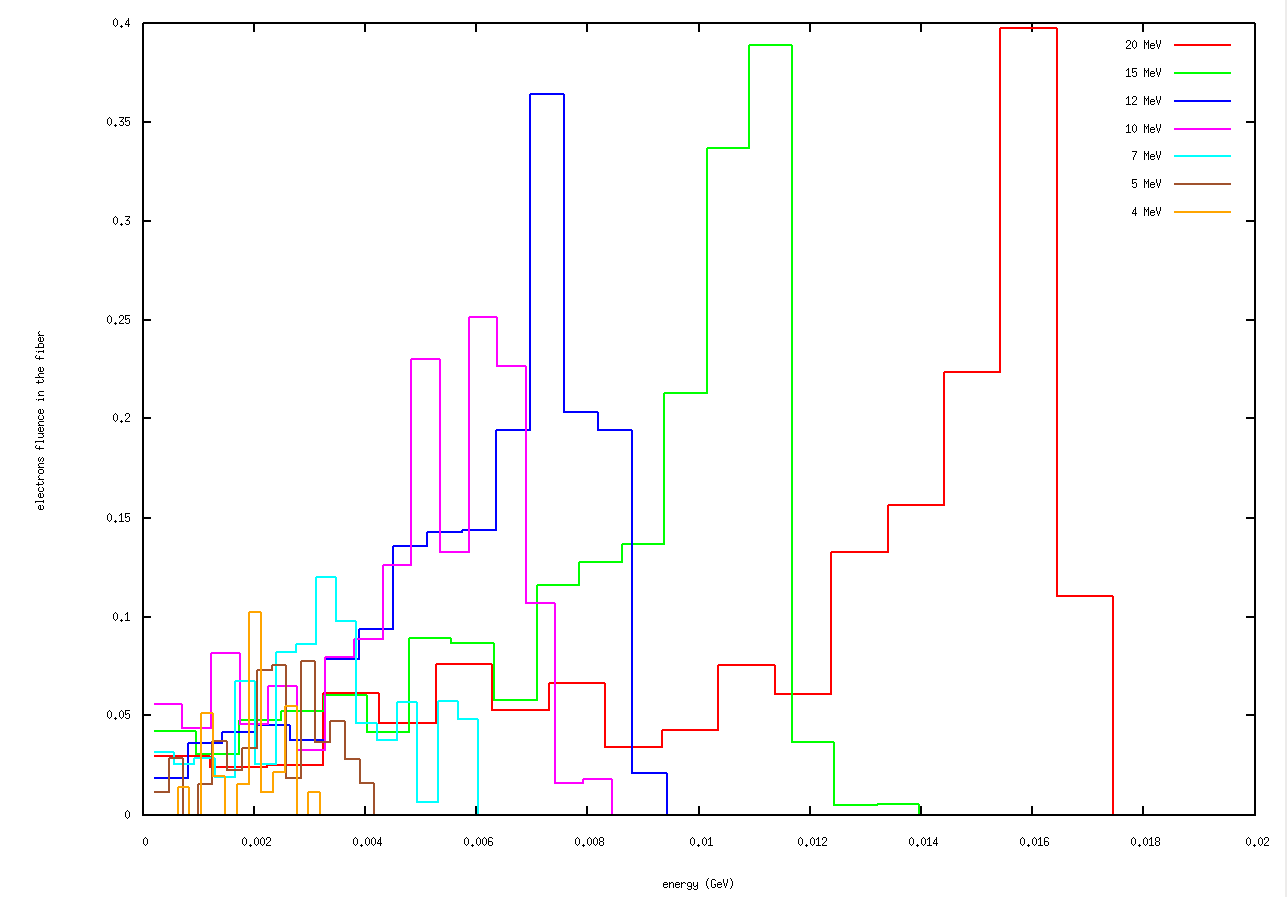 0.4
0.35
0.3
0.25
0.2
0.15
0.1
0.05
0
electrons fluence in the fiber
20 MeV
15 MeV
12 MeV
10 MeV
7 MeV
5 MeV
4 MeV
0 0.002 0.004 0.006 0.008 0.01 0.012 0.014 0.016 0.018 0.02
energy (GeV)